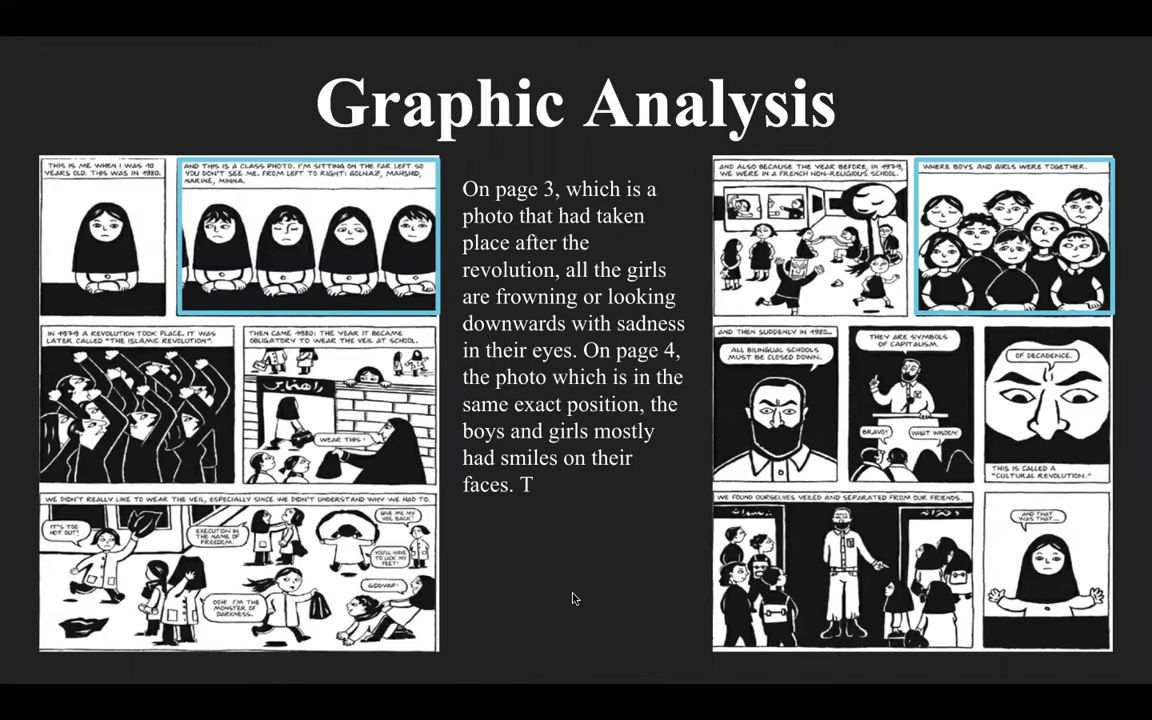 Graphic Analysis
THIS IS ME WHEN I WAS 10
YEARS OLD. THIS WAS IN 1980.
AND THIS IS A CLASS PHOTO. I'M SITTING ON THE FAR LEFT SO
YOU DON'T SEE ME. FROM LEFT TO RIGHT: GOLNAZ, MAHSHID,
NARINE, MINNA.
IN 1979 A REVOLUTION TOOK PLACE. IT WAS
LATER CALLED "THE ISLAMIC REVOLUTION".
THEN CAME 1980: THE YEAR IT BECAME
OBLIGATORY TO WEAR THE VEIL AT SCHOOL.
WEAR THIS!
WE DIDN'T REALLY LIKE TO WEAR THE VEIL, ESPECIALLY SINCE WE DIDN'T UNDERSTAND WHY WE HAD TO.
IT'S TOO
HOT OUT!
EXECUTION IN
THE NAME OF
FREEDOM.
GIVE ME MY
VEIL BACK!
YOU'LL HAVE
TO LICK MY
FEET!
OOH! I'M THE
MONSTER OF
DARKNESS.
GIDDYAP!
On page 3, which is a
photo that had taken
place after the
revolution, all the girls
are frowning or looking
downwards with sadness
in their eyes. On page 4,
the photo which is in the
same exact position, the
boys and girls mostly
had smiles on their
faces. T
AND ALSO BECAUSE THE YEAR BEFORE, IN 1979,
WE WERE IN A FRENCH NON-RELIGIOUS SCHOOL.
WHERE BOYS AND GIRLS WERE TOGETHER.
AND THEN SUDDENLY IN 1980...
ALL BILINGUAL SCHOOLS
MUST BE CLOSED DOWN.
THEY ARE SYMBOLS
OF CAPITALISM.
BRAVO!
WHAT WISDOM!
OF DECADENCE.
THIS IS CALLED A
"CULTURAL REVOLUTION."
WE FOUND OURSELVES VEILED AND SEPARATED FROM OUR FRIENDS.
AND THAT
WAS THAT...